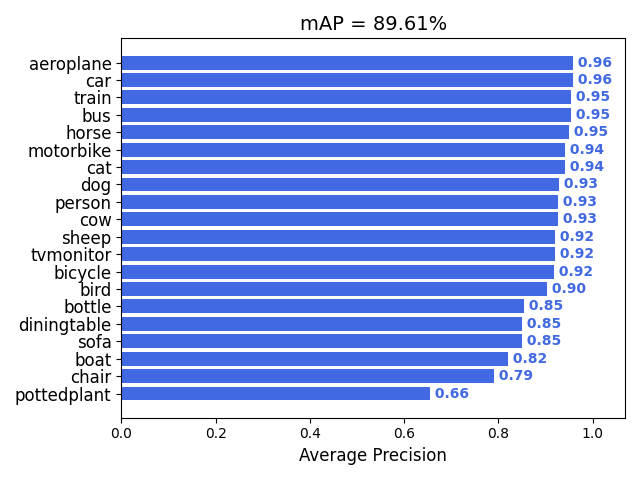 mAP = 89.61%
aeroplane 0.96
car 0.96
train 0.95
bus 0.95
horse 0.95
motorbike 0.94
cat 0.94
dog 0.93
person 0.93
cow 0.93
sheep 0.92
tvmonitor 0.92
bicycle 0.92
bird 0.90
bottle 0.85
diningtable 0.85
sofa 0.85
boat 0.82
chair 0.79
pottedplant 0.66
0.0 0.2 0.4 0.6 0.8 1.0
Average Precision